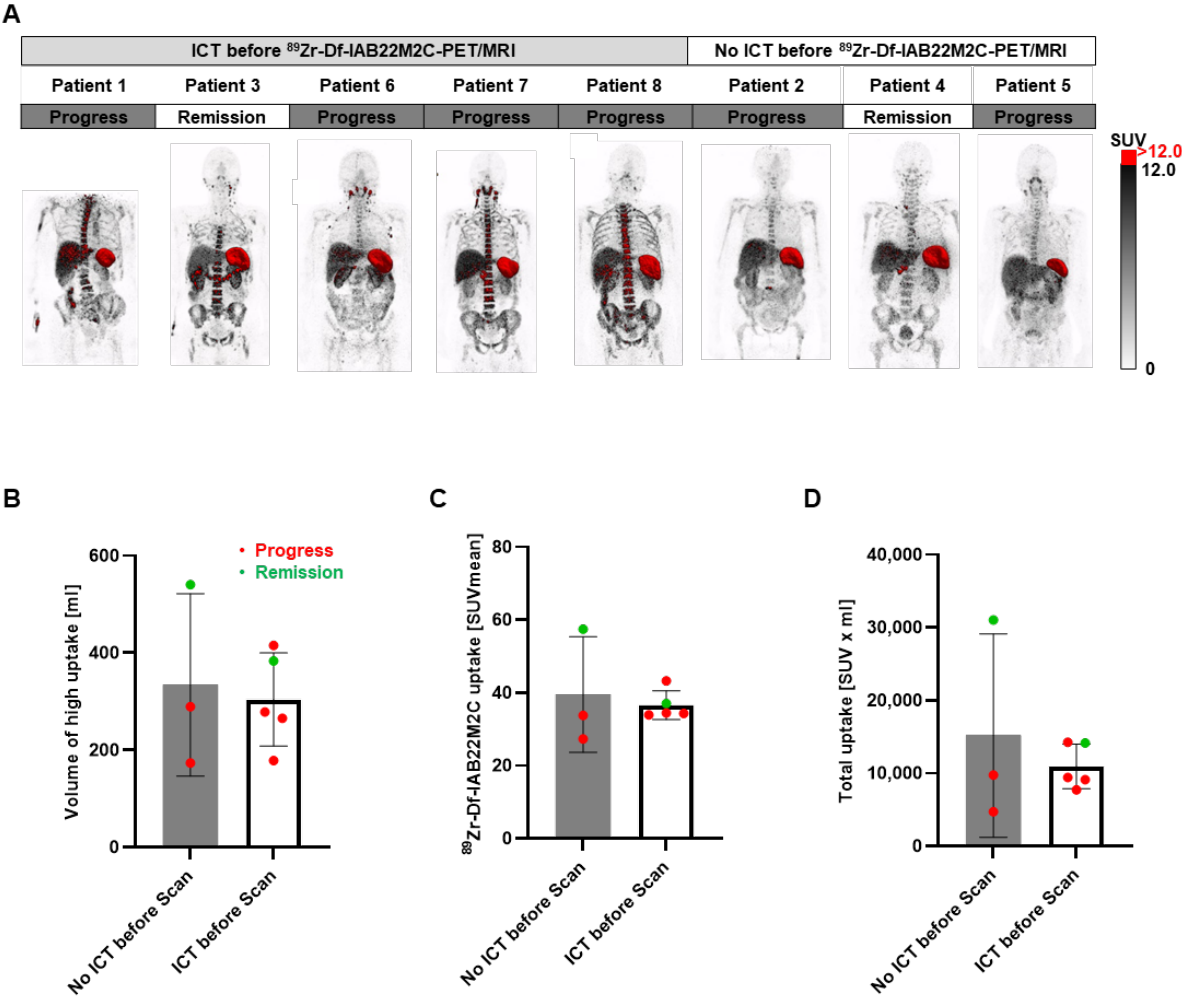 A
ICT before ⁸⁹Zr-Df-IAB22M2C-PET/MRI No ICT before ⁸⁹Zr-Df-IAB22M2C-PET/MRI
Patient 1 Patient 3 Patient 6 Patient 7 Patient 8 Patient 2 Patient 4 Patient 5
Progress Remission Progress Progress Progress Progress Remission Progress
SUV
>12.0
12.0
0
B
Progress
Remission
Volume of high uptake [ml]
600
400
200
0
No ICT before Scan
ICT before Scan
C
⁸⁹Zr-Df-IAB22M2C uptake [SUVmean]
80
60
40
20
0
No ICT before Scan
ICT before Scan
D
Total uptake [SUV x ml]
40,000
30,000
20,000
10,000
0
No ICT before Scan
ICT before Scan